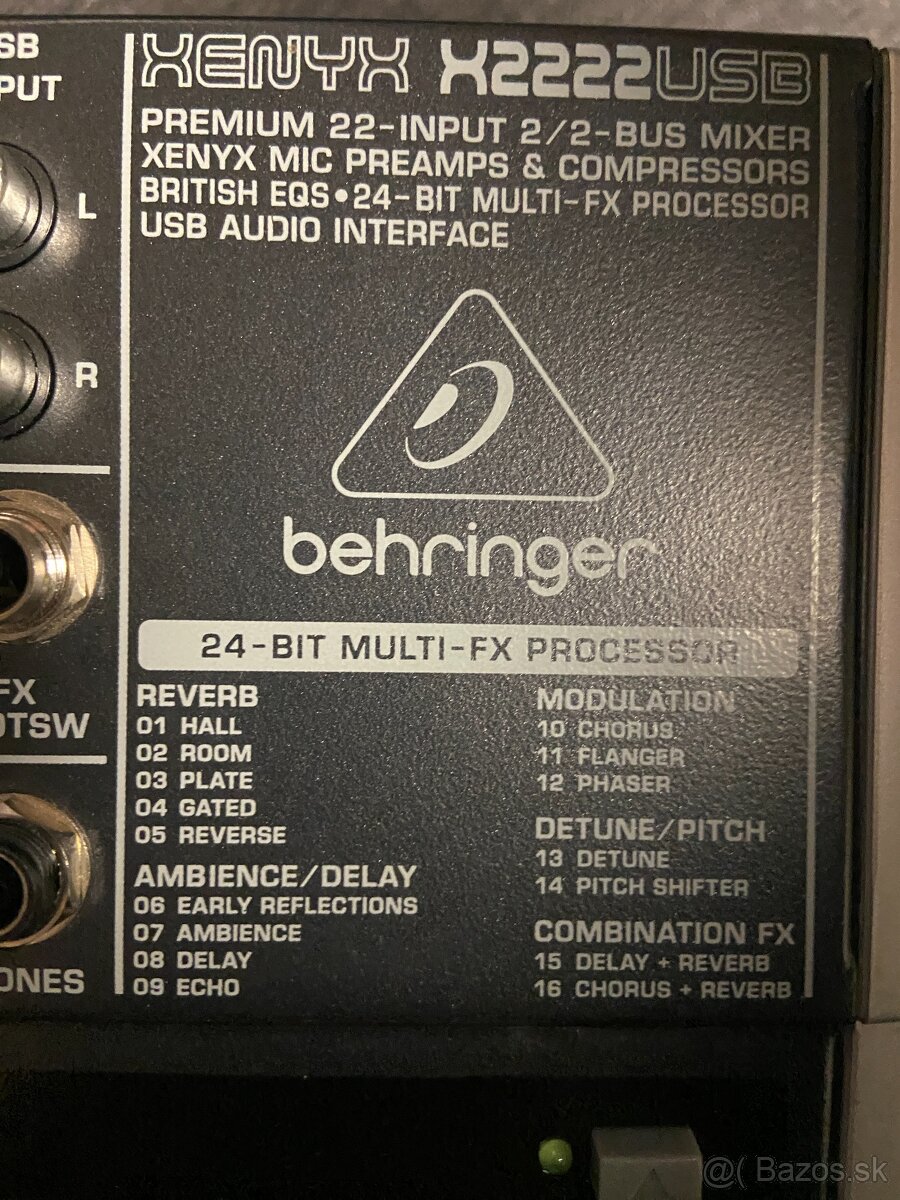 SB
PUT
L
R
FX
OTSW
ONES
XENYX X2222USB
PREMIUM 22-INPUT 2/2-BUS MIXER
XENYX MIC PREAMPS & COMPRESSORS
BRITISH EQS•24-BIT MULTI-FX PROCESSOR
USB AUDIO INTERFACE
behringer
24-BIT MULTI-FX PROCESSOR
REVERB
01 HALL
02 ROOM
03 PLATE
04 GATED
05 REVERSE
AMBIENCE/DELAY
06 EARLY REFLECTIONS
07 AMBIENCE
08 DELAY
09 ECHO
MODULATION
10 CHORUS
11 FLANGER
12 PHASER
DETUNE/PITCH
13 DETUNE
14 PITCH SHIFTER
COMBINATION FX
15 DELAY + REVERB
16 CHORUS + REVERB
@( Bazos.sk